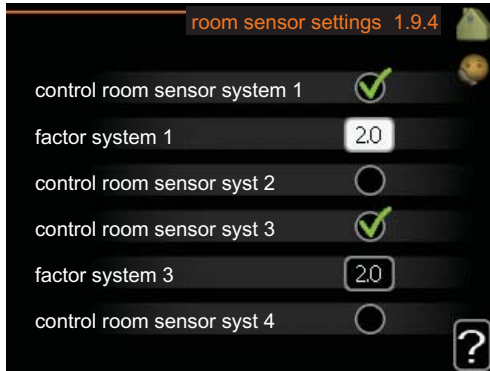 room sensor settings 1.9.4
control room sensor system 1
factor system 1 2.0
control room sensor syst 2
control room sensor syst 3
factor system 3 2.0
control room sensor syst 4
?